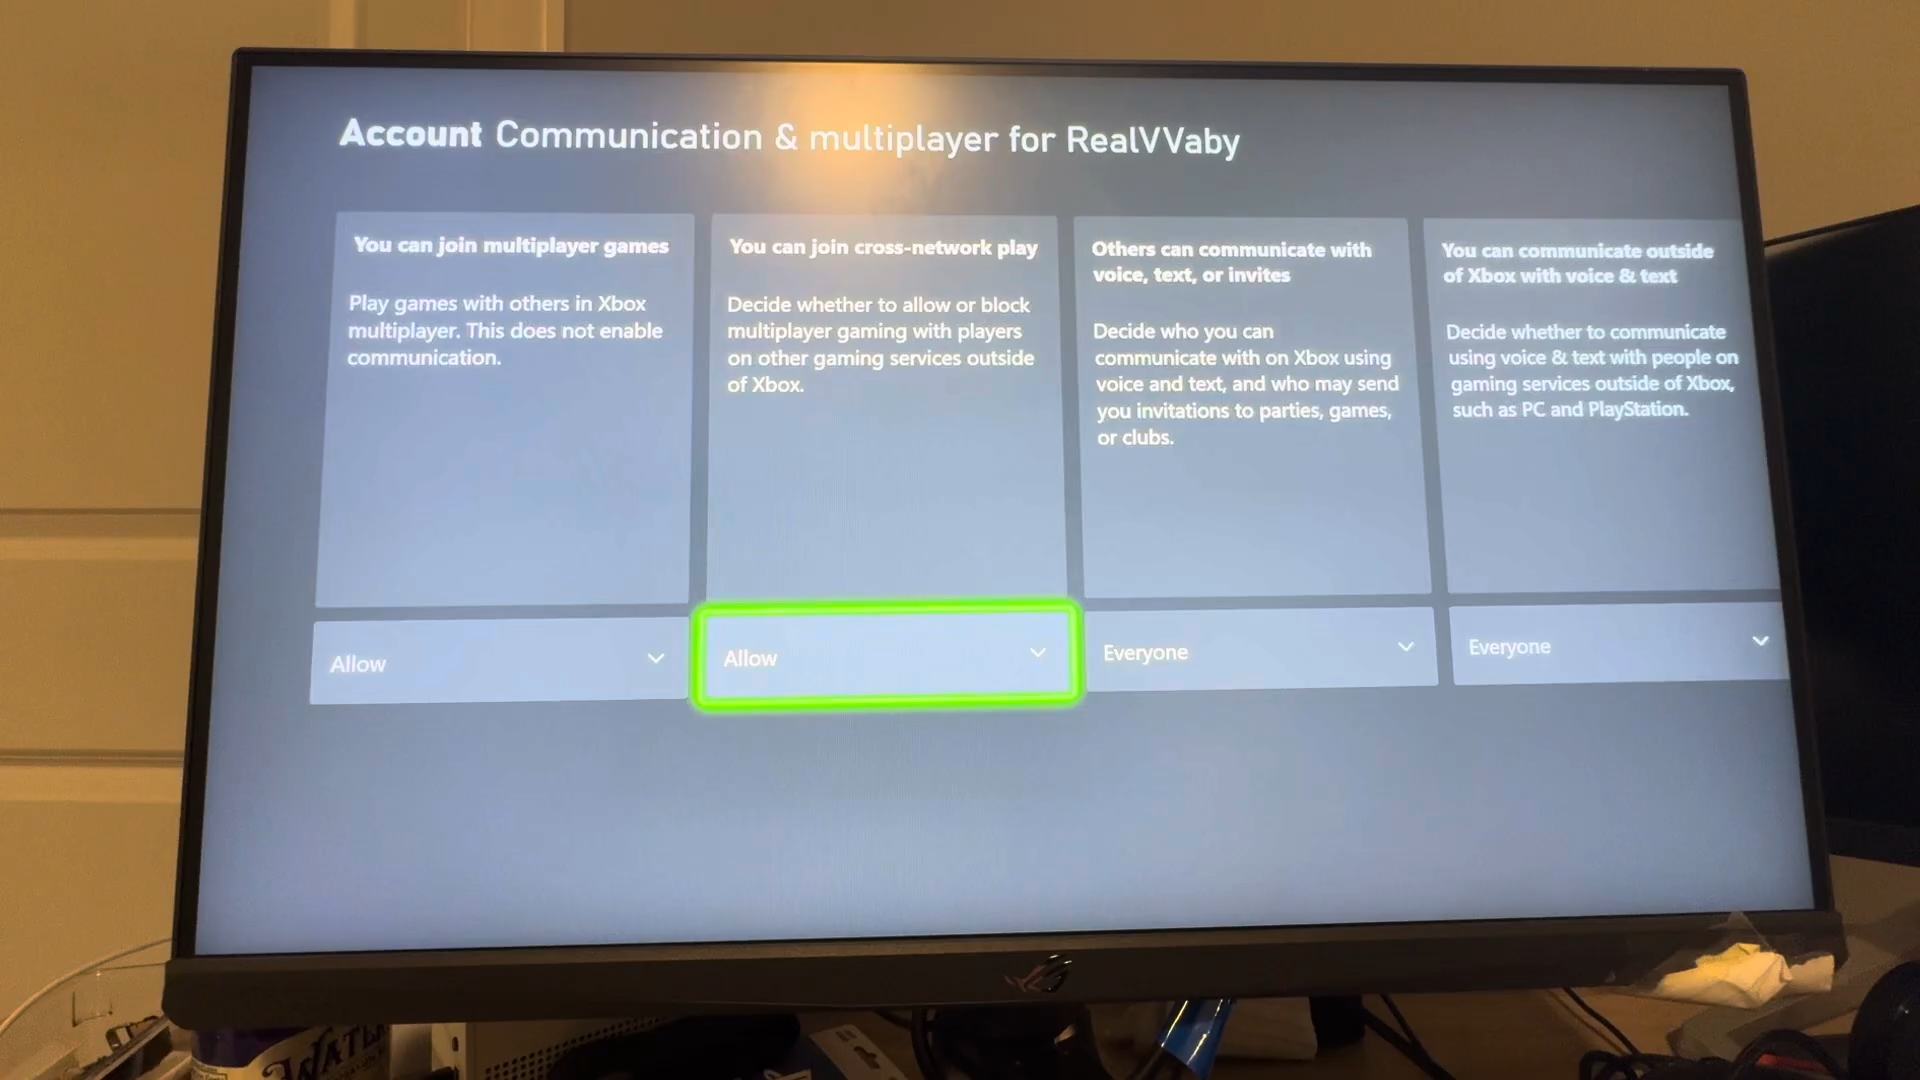 Account Communication & multiplayer for RealVVaby
You can join multiplayer games
Play games with others in Xbox
multiplayer. This does not enable
communication.
Allow
You can join cross-network play
Decide whether to allow or block
multiplayer gaming with players
on other gaming services outside
of Xbox.
Allow
Others can communicate with
voice, text, or invites
Decide who you can
communicate with on Xbox using
voice and text, and who may send
you invitations to parties, games,
or clubs.
Everyone
You can communicate outside
of Xbox with voice & text
Decide whether to communicate
using voice & text with people on
gaming services outside of Xbox,
such as PC and PlayStation.
Everyone